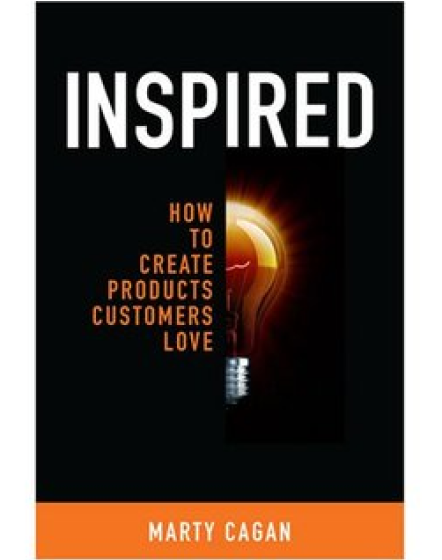 INSPIRED
HOW
TO
CREATE
PRODUCTS
CUSTOMERS
LOVE
MARTY CAGAN